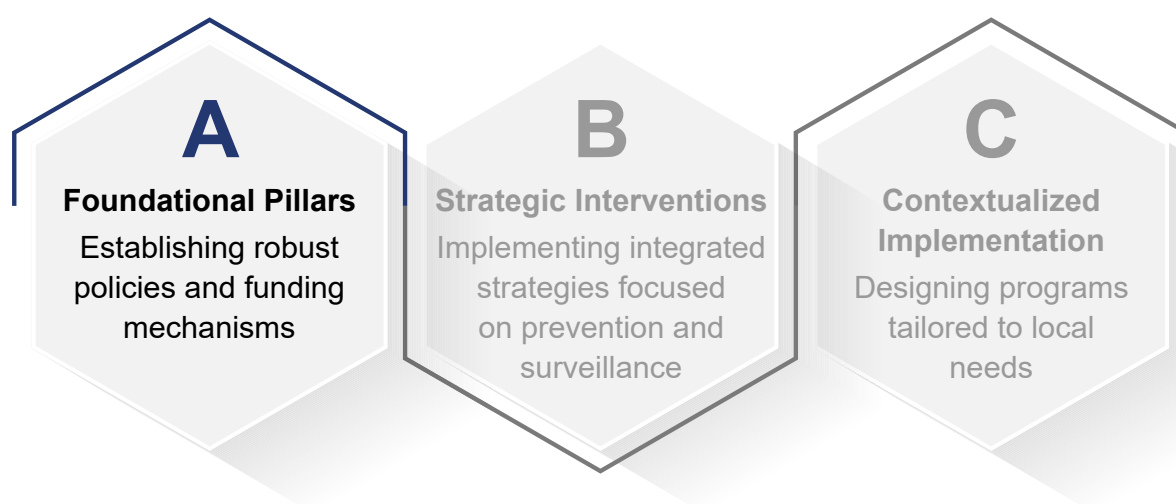 A
Foundational Pillars
Establishing robust
policies and funding
mechanisms
B
Strategic Interventions
Implementing integrated
strategies focused
on prevention and
surveillance
C
Contextualized
Implementation
Designing programs
tailored to local
needs